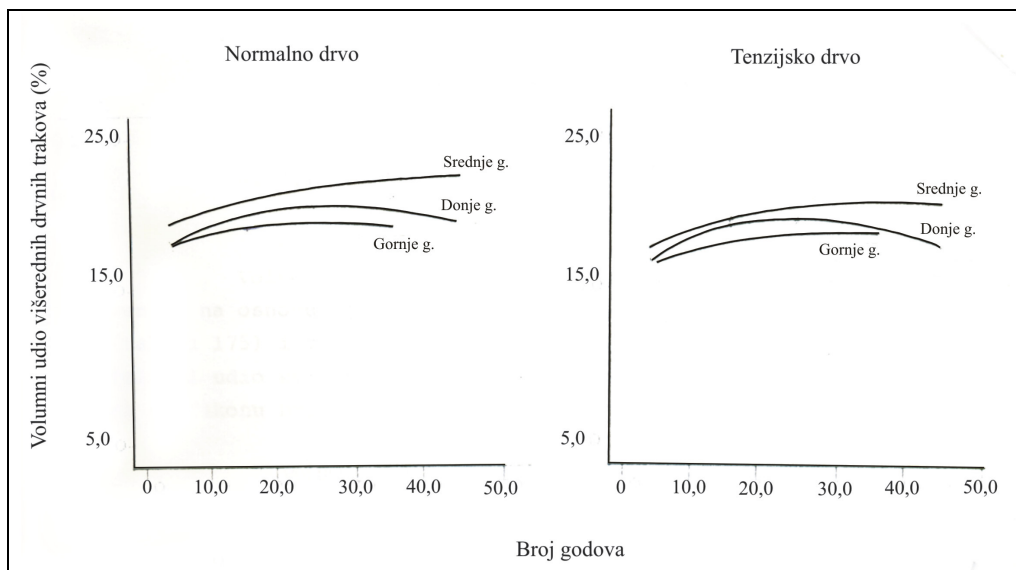 Normalno drvo
Tenzijsko drvo
Volumni udio višerednih drvnih trakova (%)
25,0
15,0
5,0
Srednje g.
Donje g.
Gornje g.
0 10,0 20,0 30,0 40,0 50,0
25,0
15,0
5,0
Srednje g.
Donje g.
Gornje g.
0 10,0 20,0 30,0 40,0 50,0
Broj godova